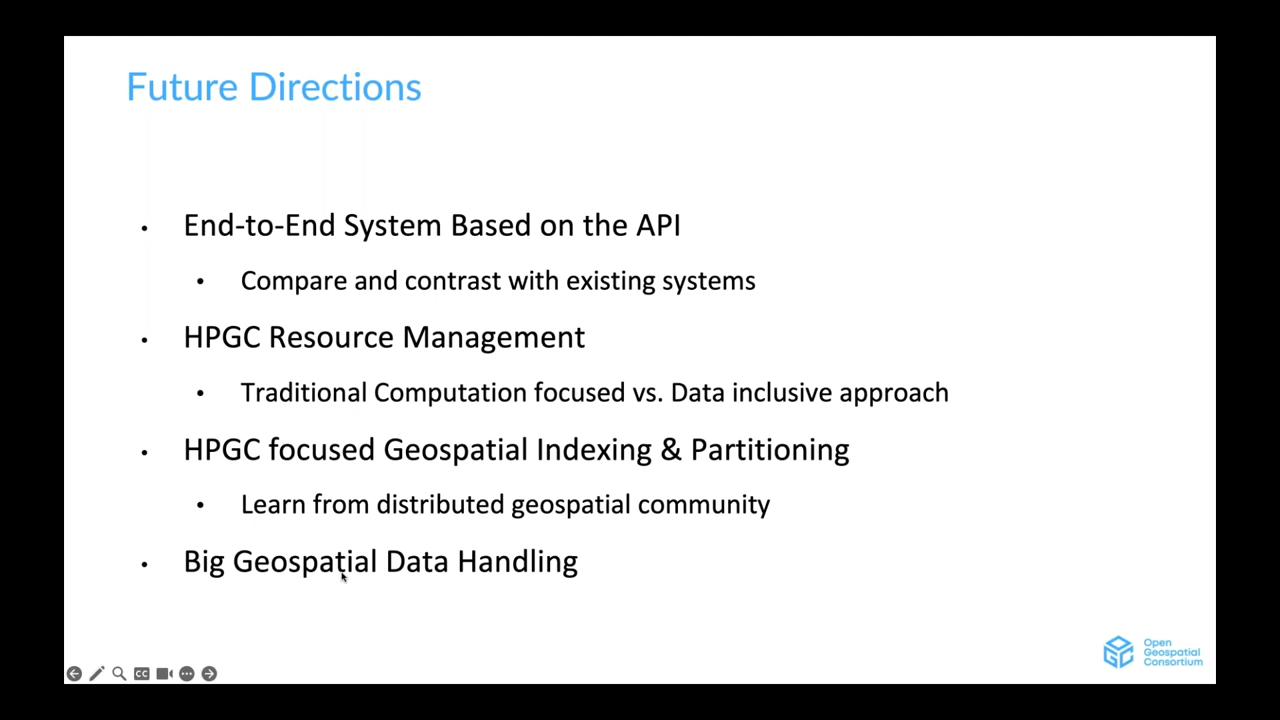 Future Directions
• End-to-End System Based on the API
• Compare and contrast with existing systems
• HPGC Resource Management
• Traditional Computation focused vs. Data inclusive approach
• HPGC focused Geospatial Indexing & Partitioning
• Learn from distributed geospatial community
• Big Geospatial Data Handling
Open
Geospatial
Consortium
CC